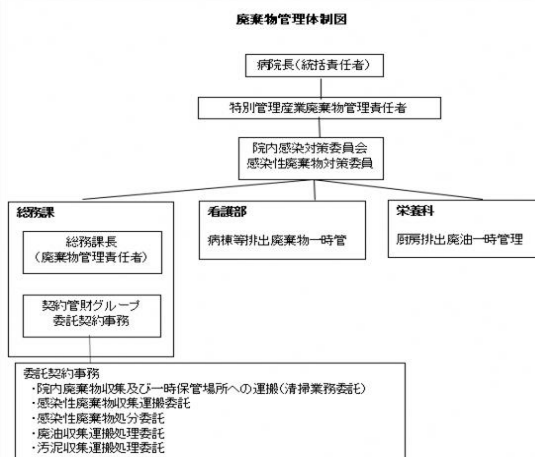 廃棄物管理体制図
病院長(統括責任者)
特別管理産業廃棄物管理責任者
院内感染対策委員会
感染性廃棄物対策委員
総務課
総務課長
(廃棄物管理責任者)
契約管財グループ
委託契約事務
看護部
病棟等排出廃棄物一時管
栄養科
厨房排出廃油一時管理
委託契約事務
・院内廃棄物収集及び一時保管場所への運搬(清掃業務委託)
・感染性廃棄物収集運搬委託
・感染性廃棄物処分委託
・廃油収集運搬処理委託
・汚泥収集運搬処理委託